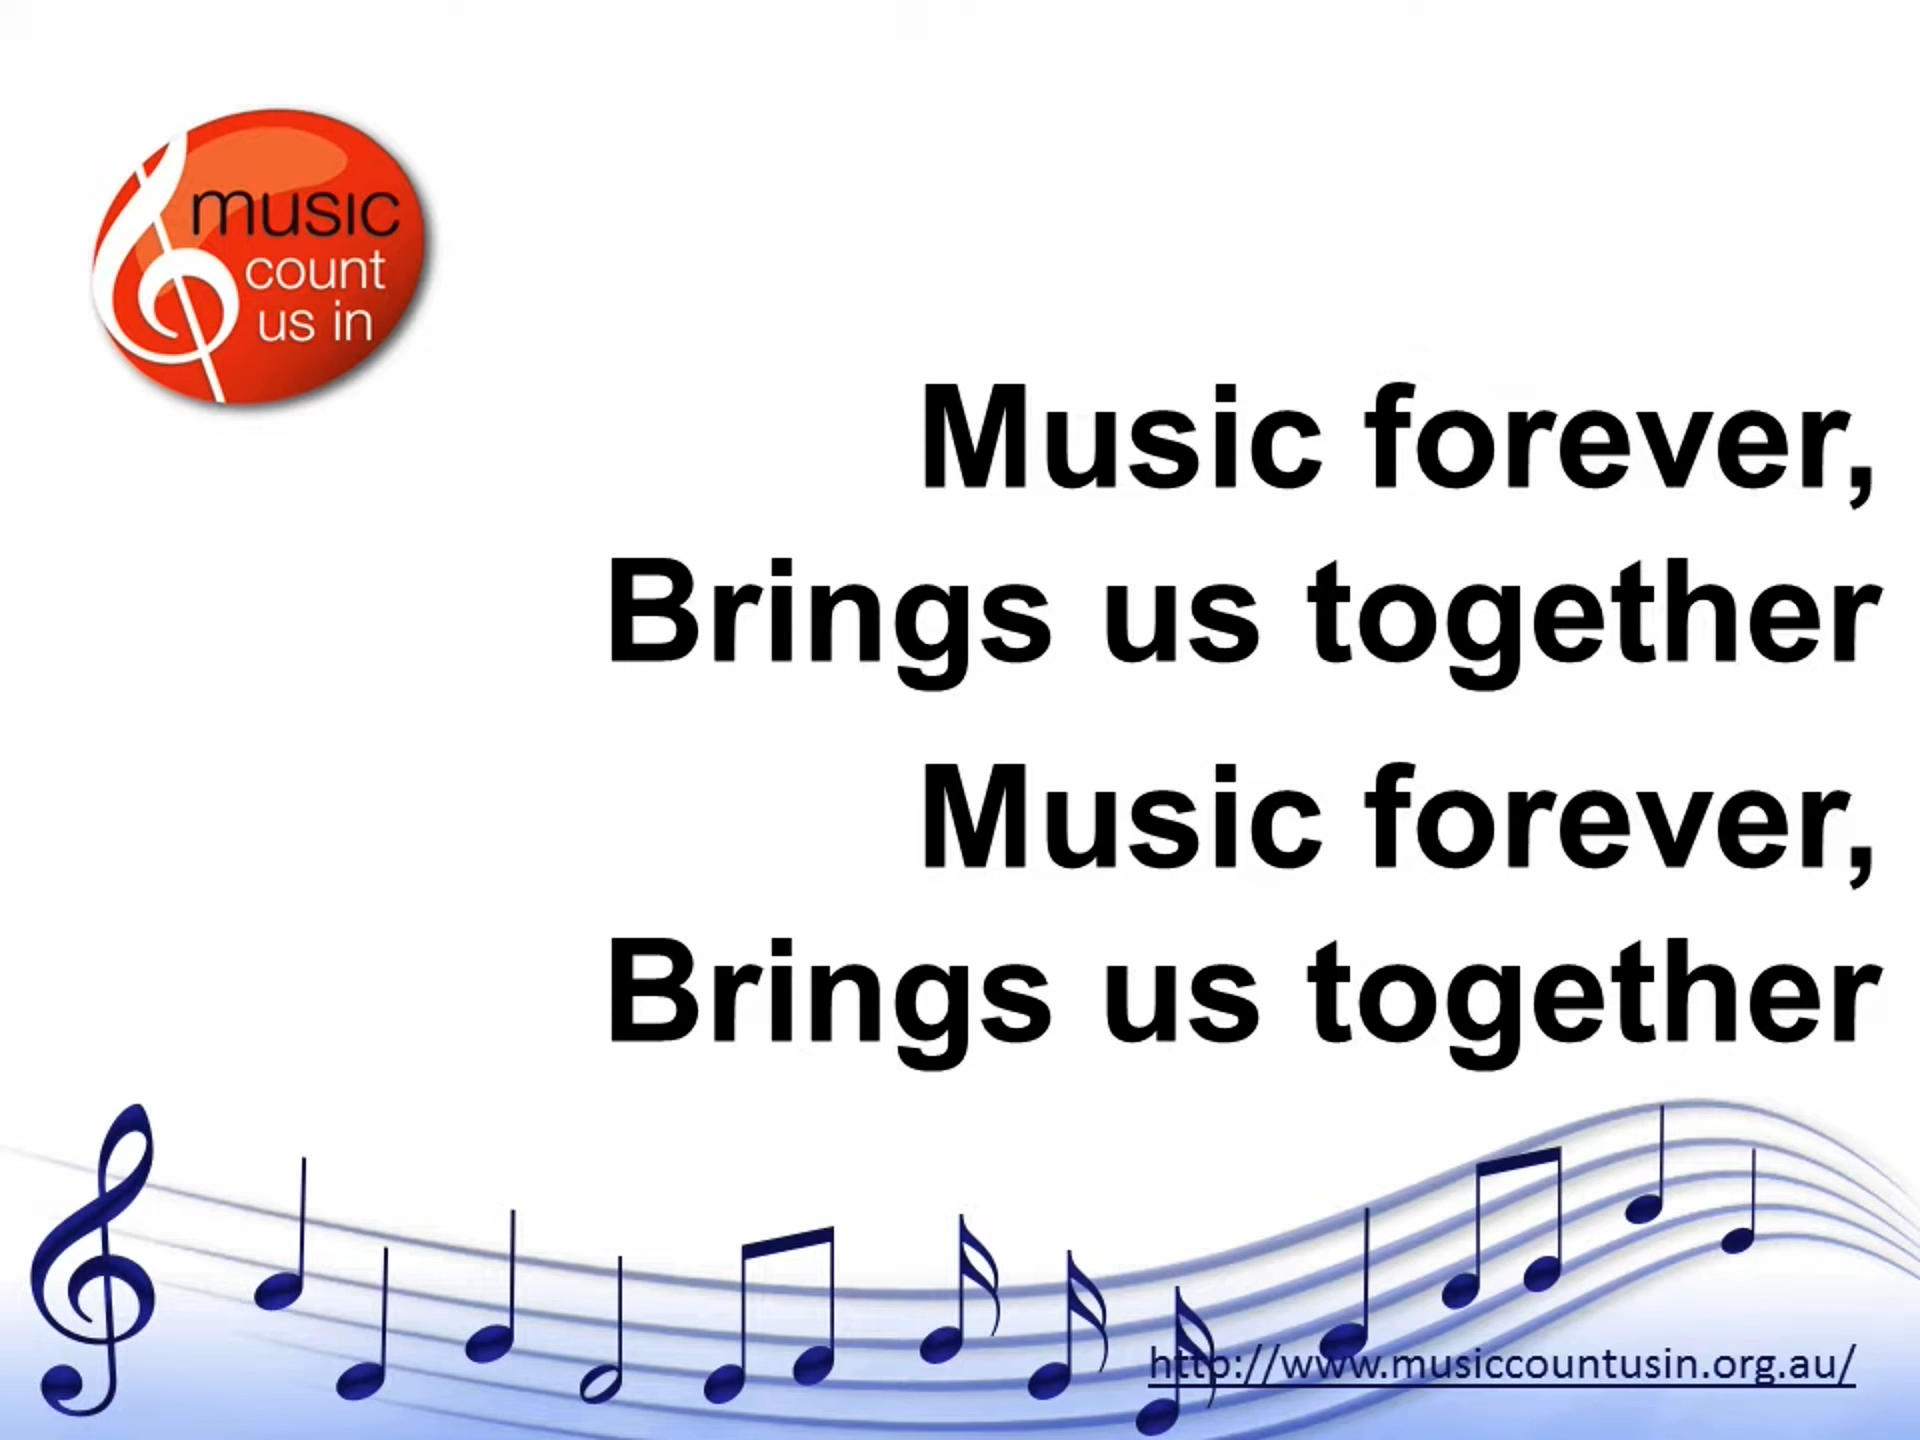 music
count
us in
Music forever,
Brings us together
Music forever,
Brings us together
http://www.musiccountusin.org.au/